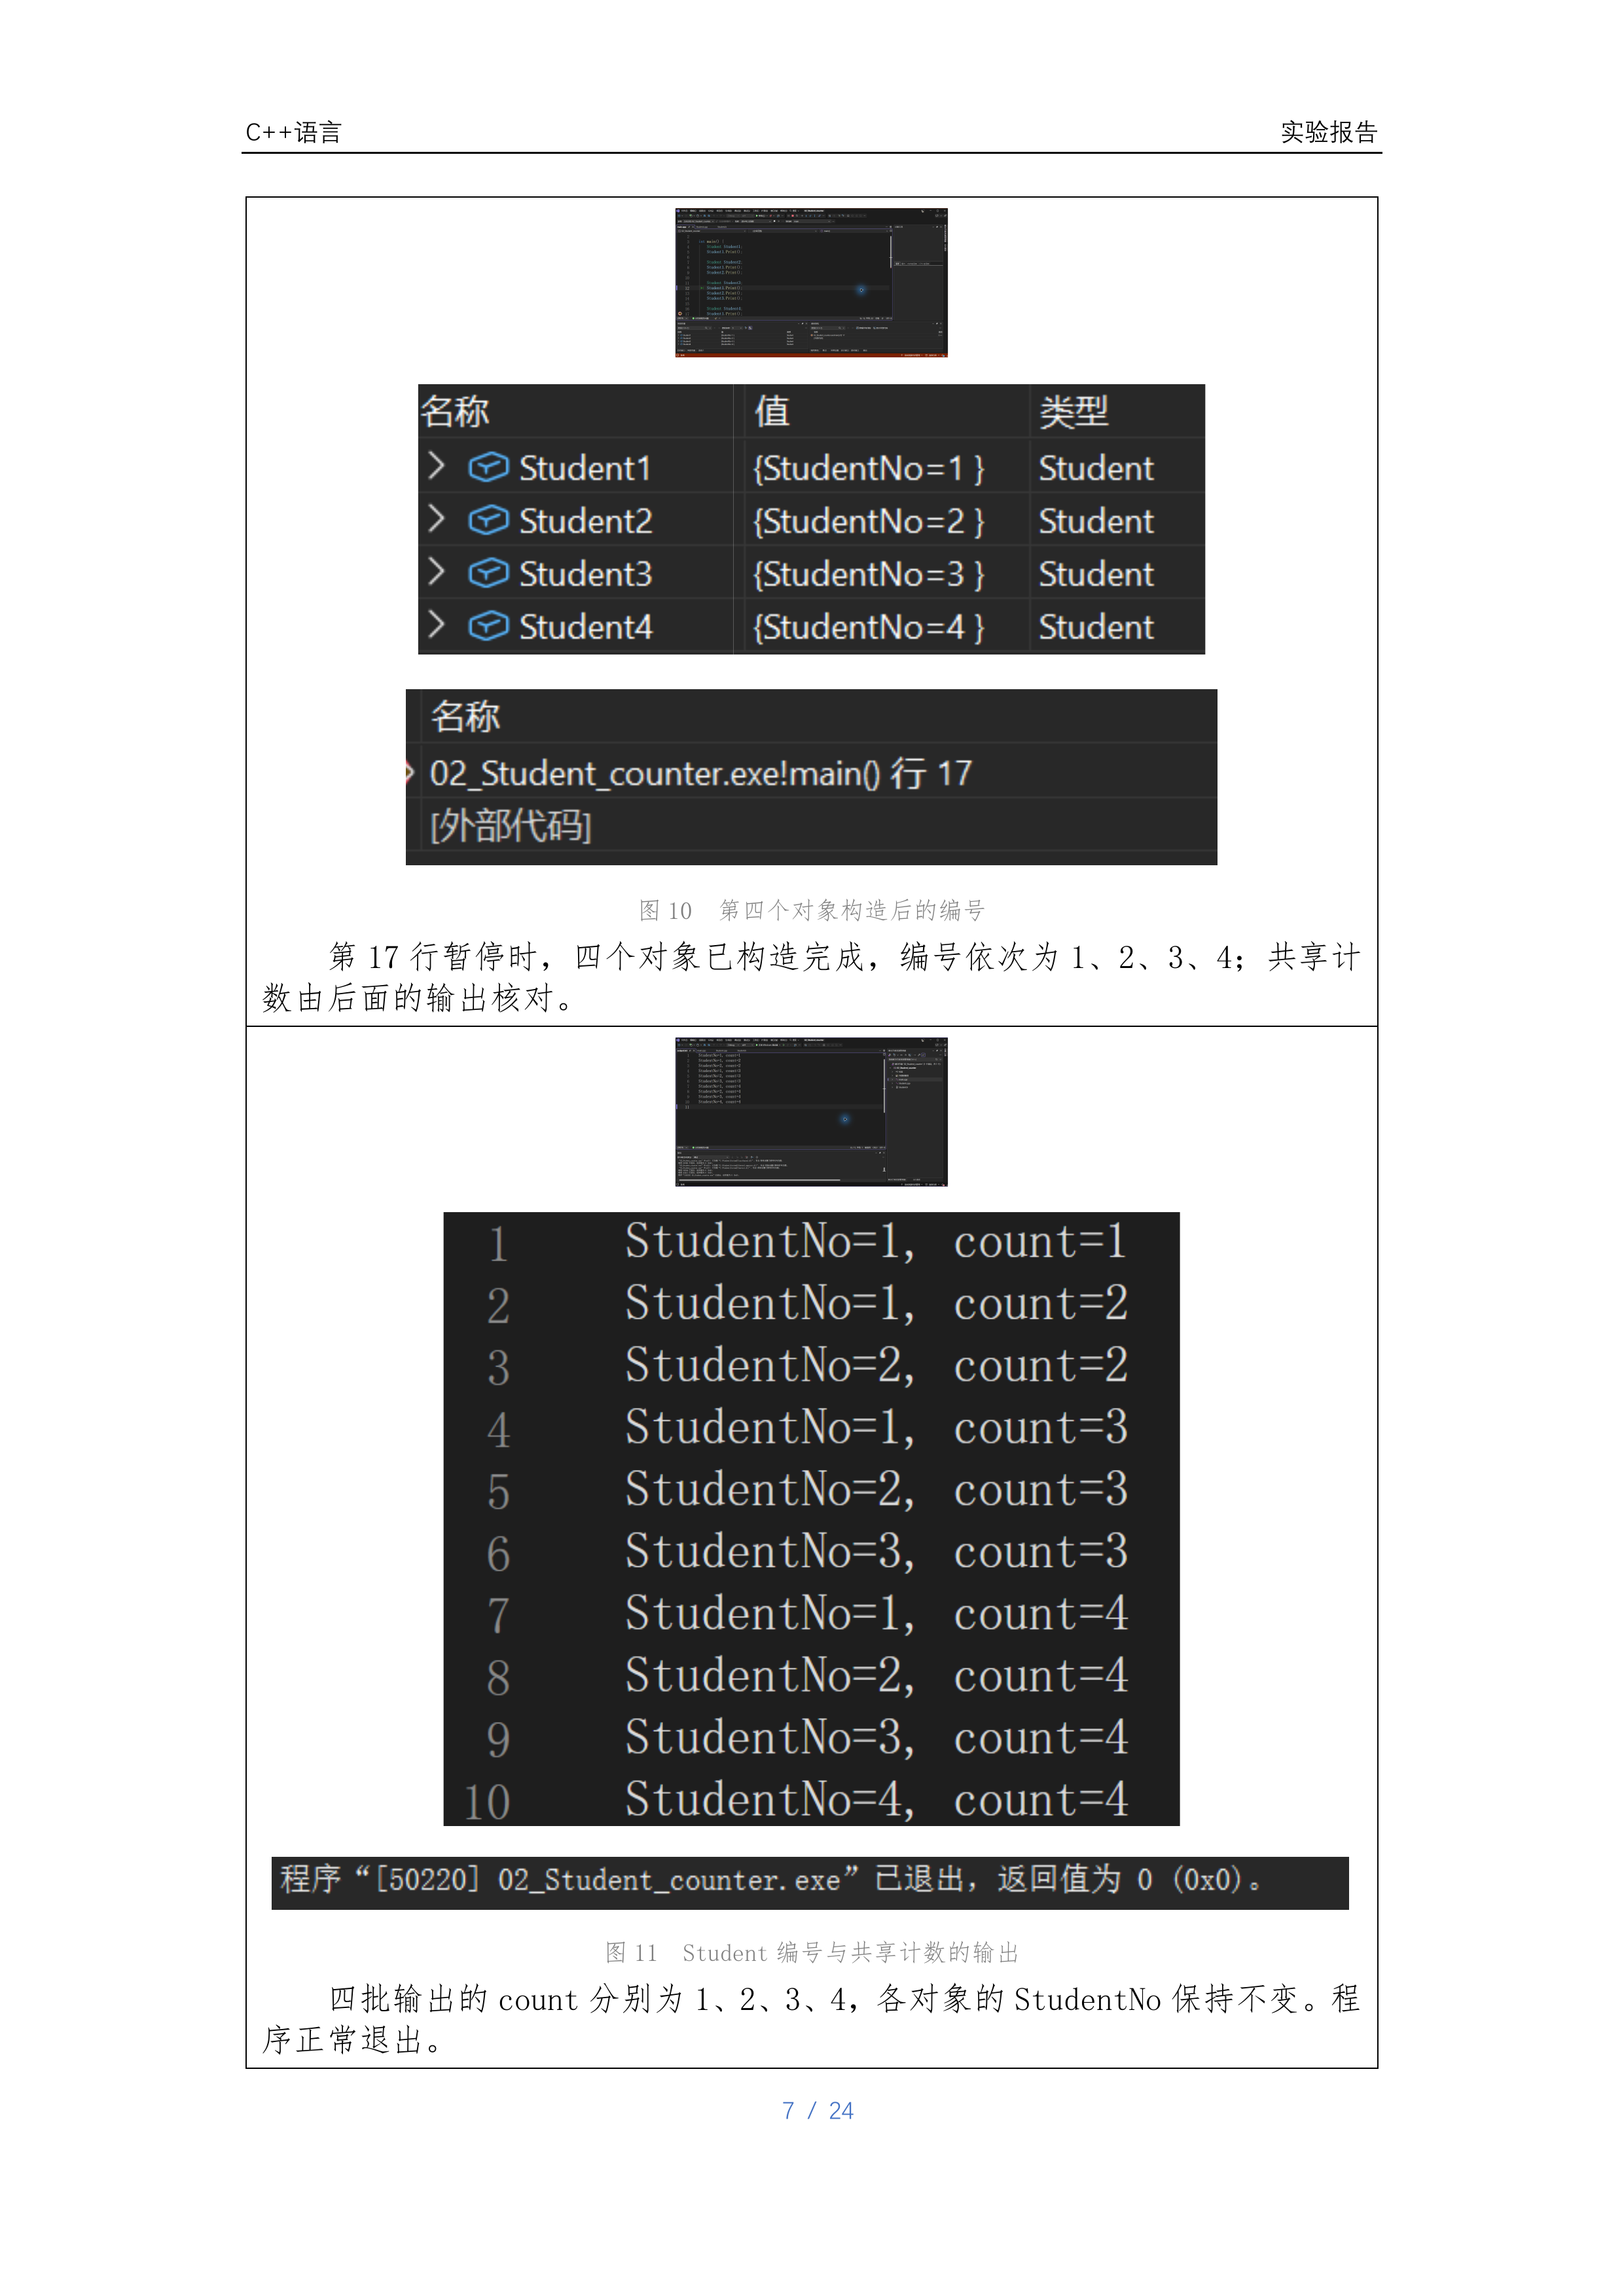 C++语言 实验报告
名称 值 类型
Student1 {StudentNo=1 } Student
Student2 {StudentNo=2 } Student
Student3 {StudentNo=3 } Student
Student4 {StudentNo=4 } Student
名称
02_Student_counter.exe!main() 行 17
[外部代码]
图 10 第四个对象构造后的编号
第 17 行暂停时，四个对象已构造完成，编号依次为 1、2、3、4；共享计
数由后面的输出核对。
1 StudentNo=1, count=1
2 StudentNo=1, count=2
3 StudentNo=2, count=2
4 StudentNo=1, count=3
5 StudentNo=2, count=3
6 StudentNo=3, count=3
7 StudentNo=1, count=4
8 StudentNo=2, count=4
9 StudentNo=3, count=4
10 StudentNo=4, count=4
程序“[50220] 02_Student_counter.exe”已退出，返回值为 0 (0x0)。
图 11 Student 编号与共享计数的输出
四批输出的 count 分别为 1、2、3、4，各对象的 StudentNo 保持不变。程
序正常退出。
7 / 24